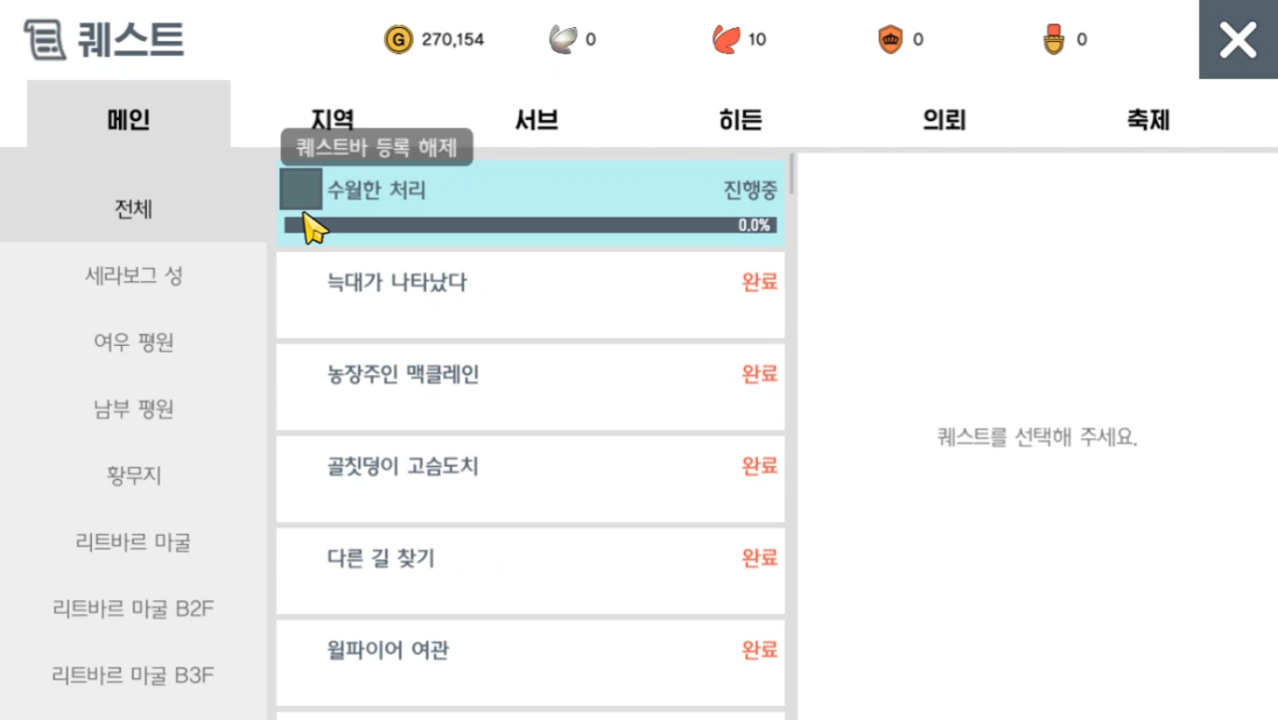 퀘스트
G 270,154
0
10
0
0
메인
지역
서브
히든
의뢰
축제
퀘스트바 등록 해제
전체
세라보그 성
여우 평원
남부 평원
황무지
리트바르 마굴
리트바르 마굴 B2F
리트바르 마굴 B3F
수월한 처리 진행중
0.0%
늑대가 나타났다 완료
농장주인 맥클레인 완료
골칫덩이 고슴도치 완료
다른 길 찾기 완료
월파이어 여관 완료
퀘스트를 선택해 주세요.